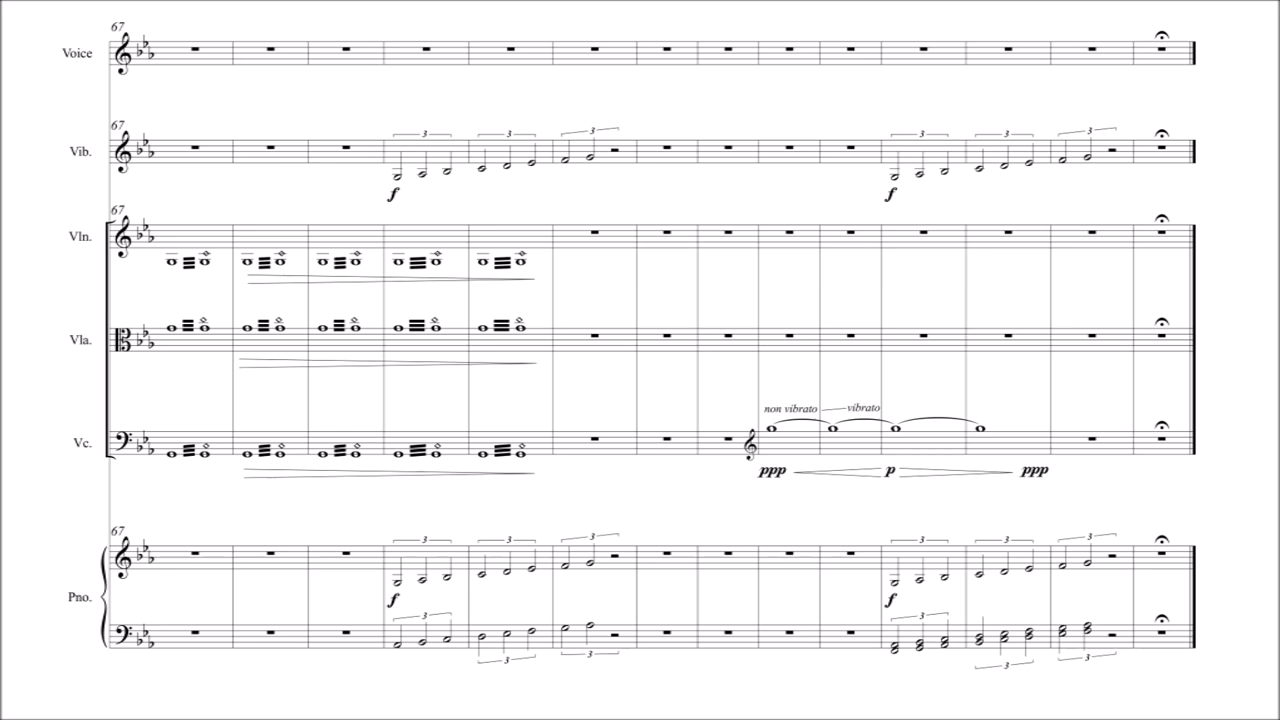 67
Voice
67
3 3 3 3 3 3
Vib.
f f
67
Vln.
Vla.
non vibrato vibrato
Vc.
ppp p ppp
67
3 3 3 3 3 3
f f
Pno.
3 3
3 3 3 3